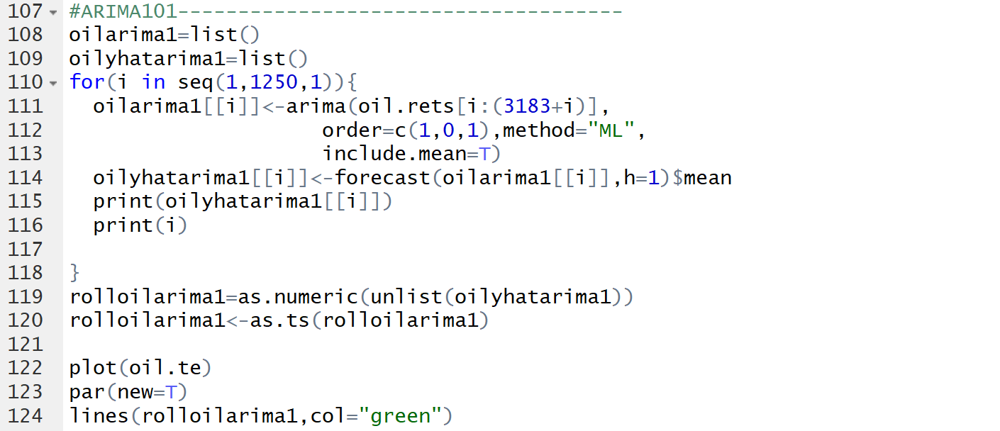 107 #ARIMA101-------------------------------------
108 oilarima1=list()
109 oilyhatarima1=list()
110 for(i in seq(1,1250,1)){
111   oilarima1[[i]]<-arima(oil.rets[i:(3183+i)],
112                      order=c(1,0,1),method="ML",
113                      include.mean=T)
114   oilyhatarima1[[i]]<-forecast(oilarima1[[i]],h=1)$mean
115   print(oilyhatarima1[[i]])
116   print(i)
117
118 }
119 rolloilarima1=as.numeric(unlist(oilyhatarima1))
120 rolloilarima1<-as.ts(rolloilarima1)
121
122 plot(oil.te)
123 par(new=T)
124 lines(rolloilarima1,col="green")